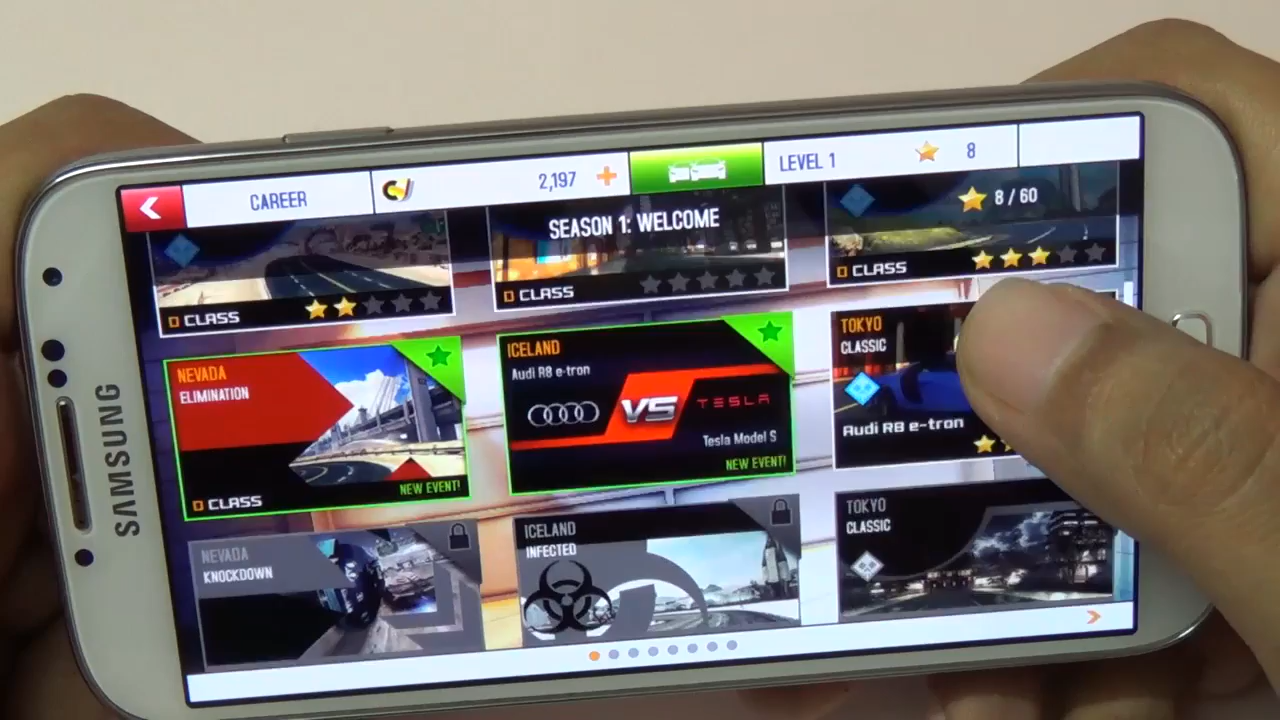 CAREER
2,197
LEVEL 1
8
SEASON 1: WELCOME
8 / 60
D CLASS
D CLASS
D CLASS
NEVADA
ELIMINATION
NEW EVENT!
D CLASS
ICELAND
Audi R8 e-tron
VS
TESLA
Tesla Model S
NEW EVENT!
TOKYO
CLASSIC
Audi R8 e-tron
NEVADA
KNOCKDOWN
ICELAND
INFECTED
TOKYO
CLASSIC
SAMSUNG